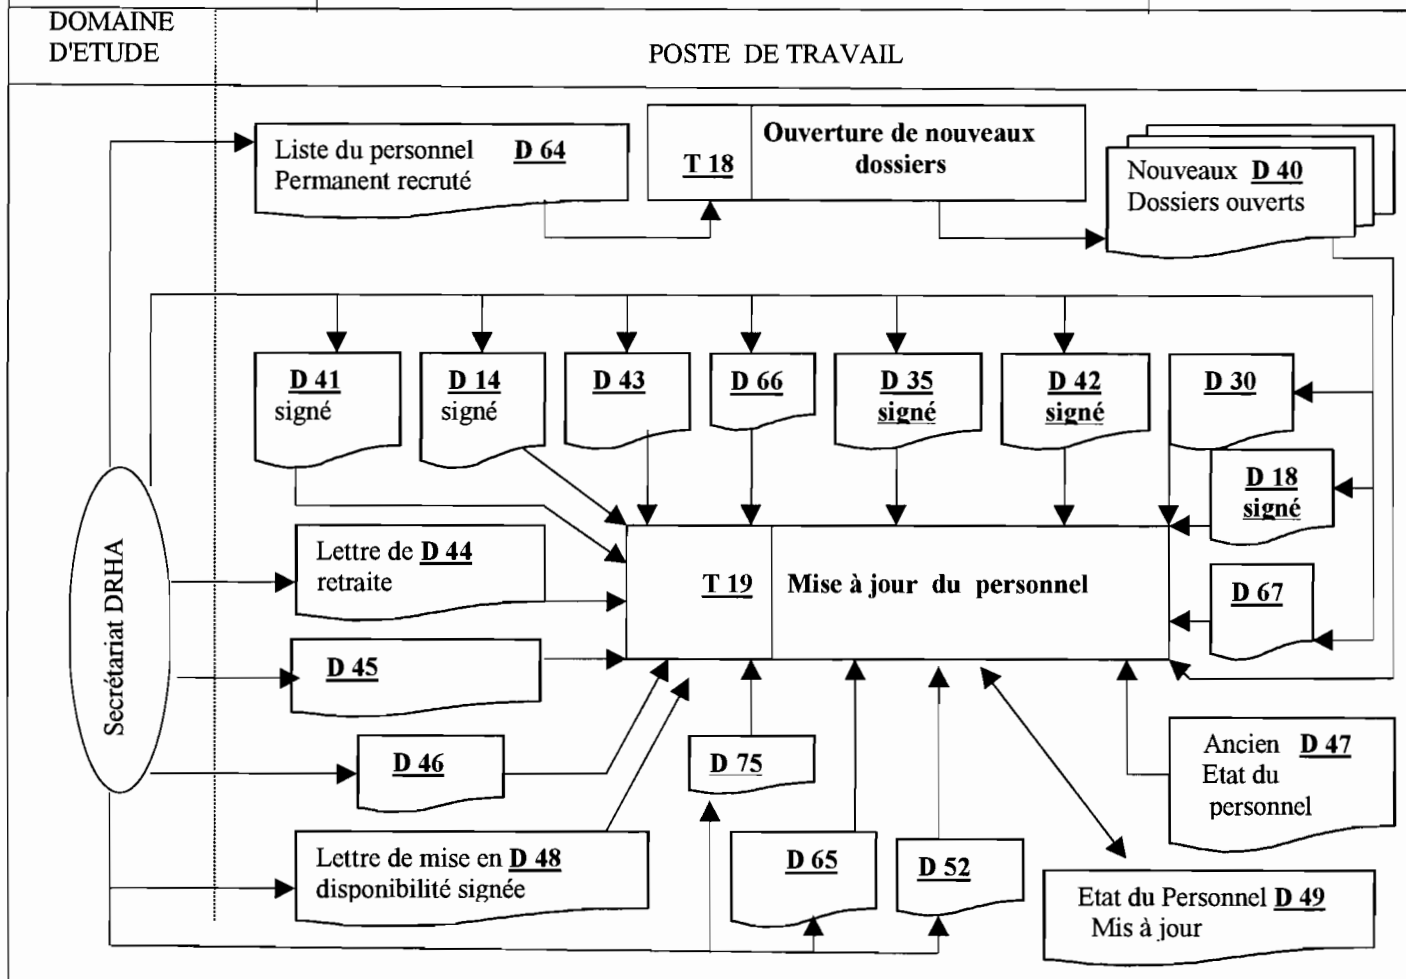 DOMAINE
D'ETUDE
POSTE DE TRAVAIL
Liste du personnel D 64
Permanent recruté
T 18
Ouverture de nouveaux
dossiers
Nouveaux D 40
Dossiers ouverts
D 41
signé
D 14
signé
D 43
D 66
D 35
signé
D 42
signé
D 30
D 18
signé
Secrétariat DRHA
Lettre de D 44
retraite
T 19
Mise à jour du personnel
D 67
D 45
D 46
D 75
Ancien D 47
Etat du
personnel
Lettre de mise en D 48
disponibilité signée
D 65
D 52
Etat du Personnel D 49
Mis à jour